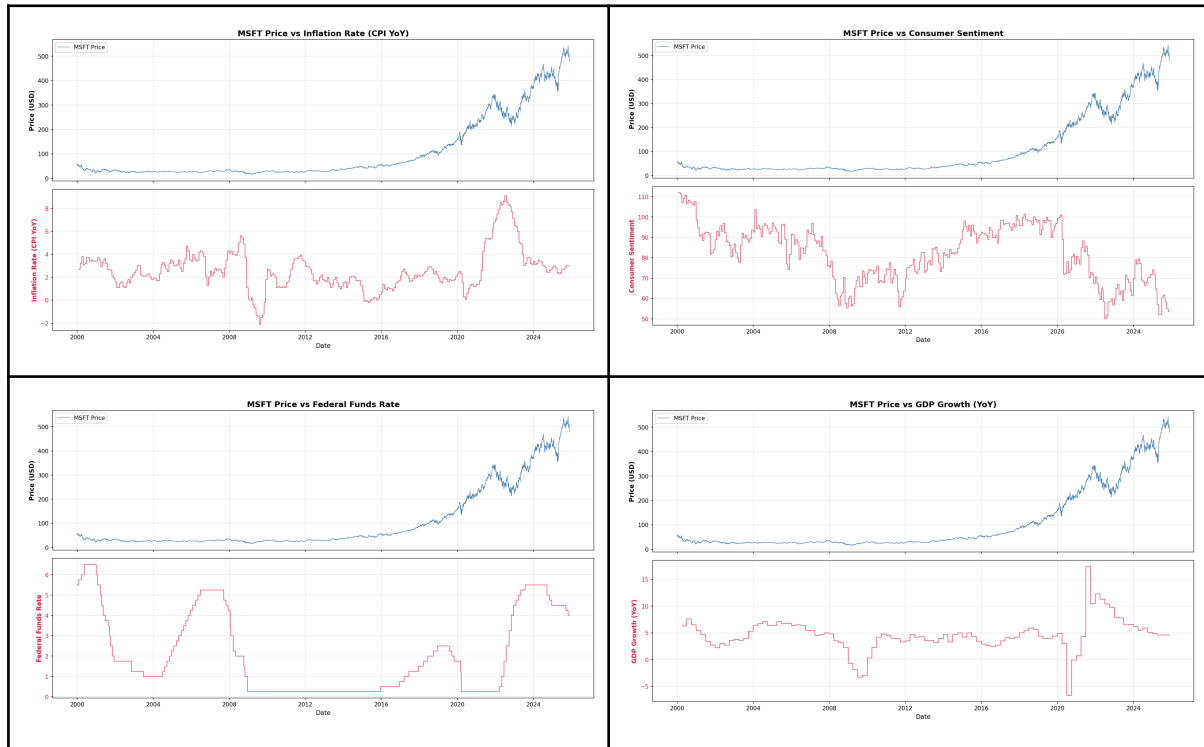 MSFT Price vs Inflation Rate (CPI YoY)
MSFT Price
Price (USD)
500
400
300
200
100
0
Inflation Rate (CPI YoY)
8
6
4
2
0
−2
2000 2004 2008 2012 2016 2020 2024
Date
MSFT Price vs Consumer Sentiment
MSFT Price
Price (USD)
500
400
300
200
100
0
Consumer Sentiment
110
100
90
80
70
60
50
2000 2004 2008 2012 2016 2020 2024
Date
MSFT Price vs Federal Funds Rate
MSFT Price
Price (USD)
500
400
300
200
100
0
Federal Funds Rate
6
5
4
3
2
1
0
2000 2004 2008 2012 2016 2020 2024
Date
MSFT Price vs GDP Growth (YoY)
MSFT Price
Price (USD)
500
400
300
200
100
0
GDP Growth (YoY)
15
10
5
0
−5
2000 2004 2008 2012 2016 2020 2024
Date